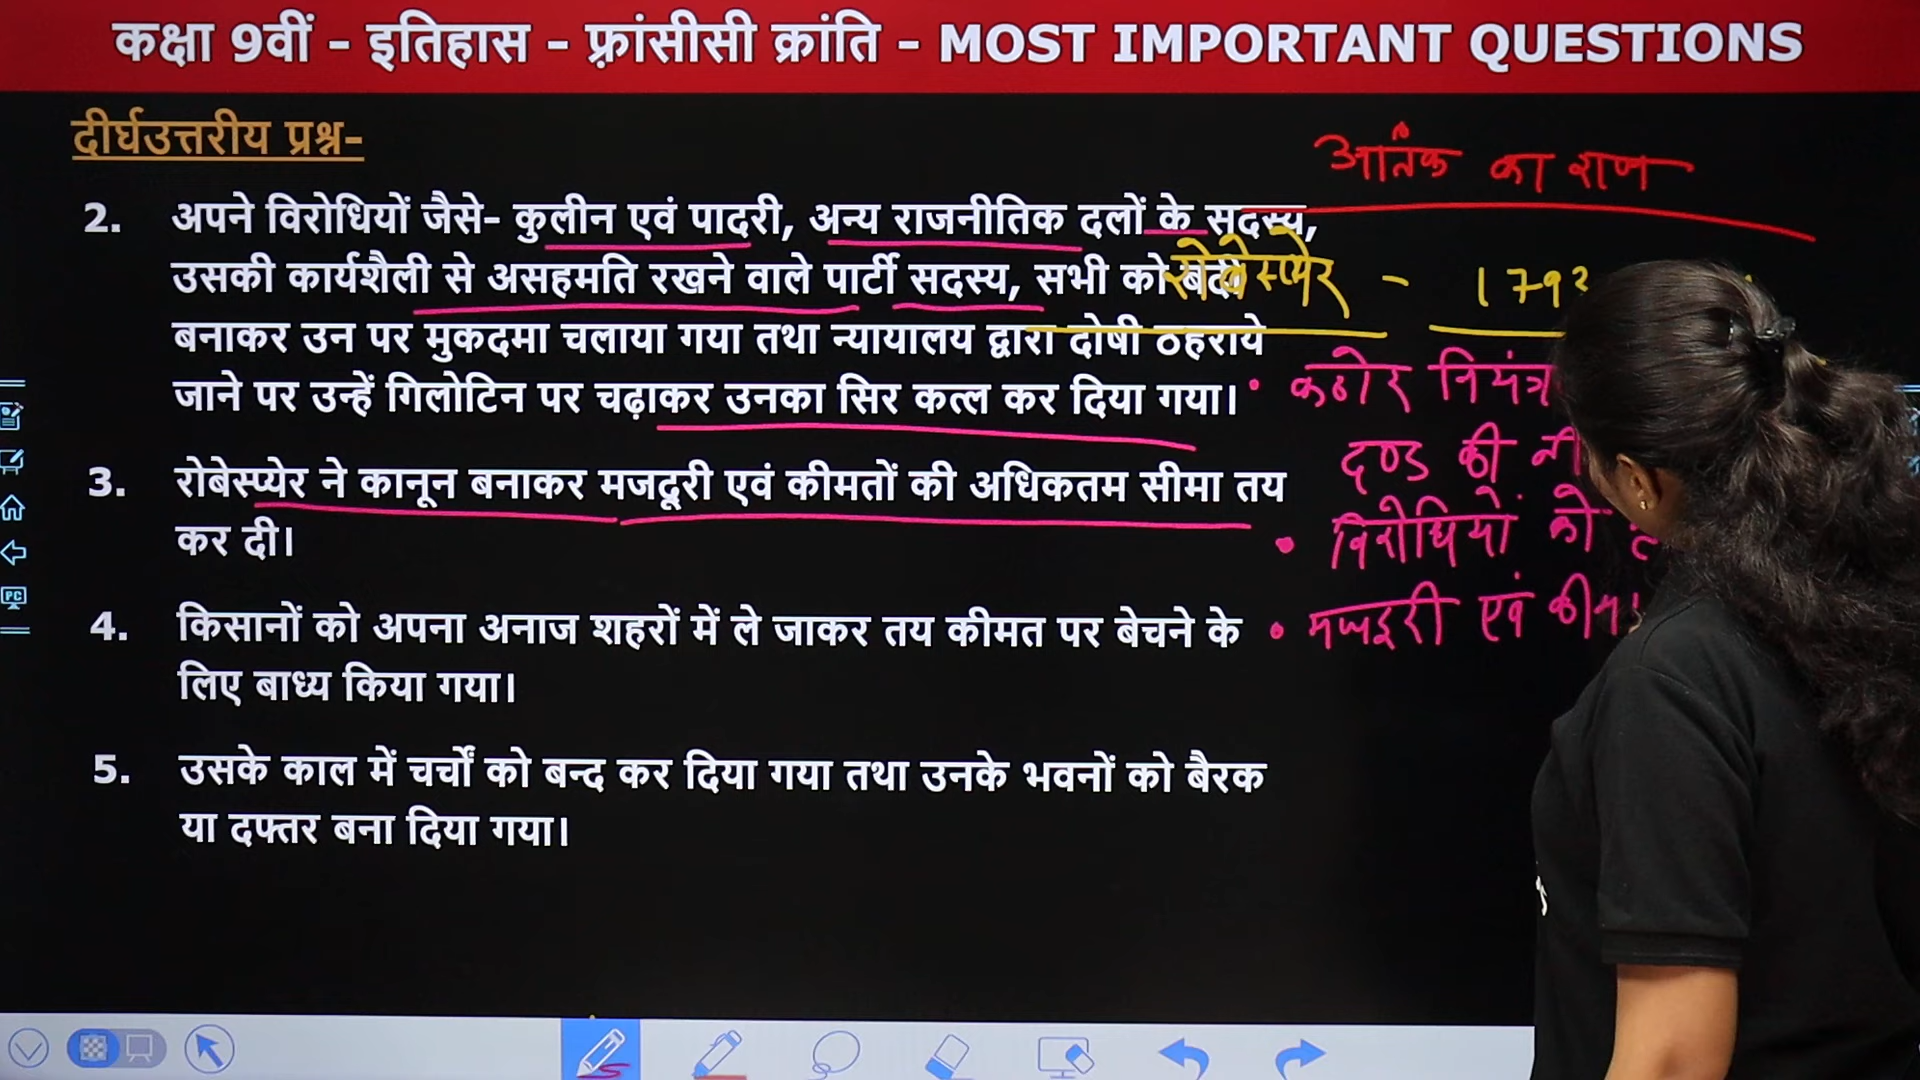 कक्षा 9वीं - इतिहास - फ़्रांसीसी क्रांति - MOST IMPORTANT QUESTIONS
दीर्घउत्तरीय प्रश्न-
2. अपने विरोधियों जैसे- कुलीन एवं पादरी, अन्य राजनीतिक दलों के सदस्य,
उसकी कार्यशैली से असहमति रखने वाले पार्टी सदस्य, सभी को बंदी
बनाकर उन पर मुकदमा चलाया गया तथा न्यायालय द्वारा दोषी ठहराये
जाने पर उन्हें गिलोटिन पर चढ़ाकर उनका सिर कत्ल कर दिया गया।
3. रोबेस्प्येर ने कानून बनाकर मजदूरी एवं कीमतों की अधिकतम सीमा तय
कर दी।
4. किसानों को अपना अनाज शहरों में ले जाकर तय कीमत पर बेचने के
लिए बाध्य किया गया।
5. उसके काल में चर्चों को बन्द कर दिया गया तथा उनके भवनों को बैरक
या दफ्तर बना दिया गया।
आंतक का राज
रोबेस्प्येर - 179
• कठोर नियंत्र
दण्ड की नी
• विरोधियों को
• मजदूरी एवं कीम
PC